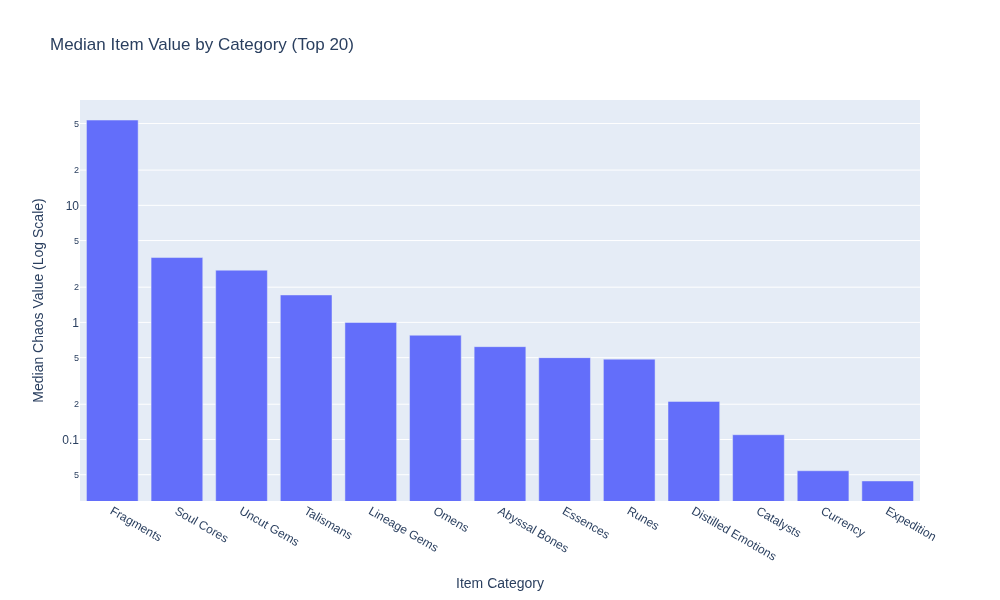 Median Item Value by Category (Top 20)
Median Chaos Value (Log Scale)
5
2
10
5
2
1
5
2
0.1
5
Fragments
Soul Cores
Uncut Gems
Talismans
Lineage Gems
Omens
Abyssal Bones
Essences
Runes
Distilled Emotions
Catalysts
Currency
Expedition
Item Category